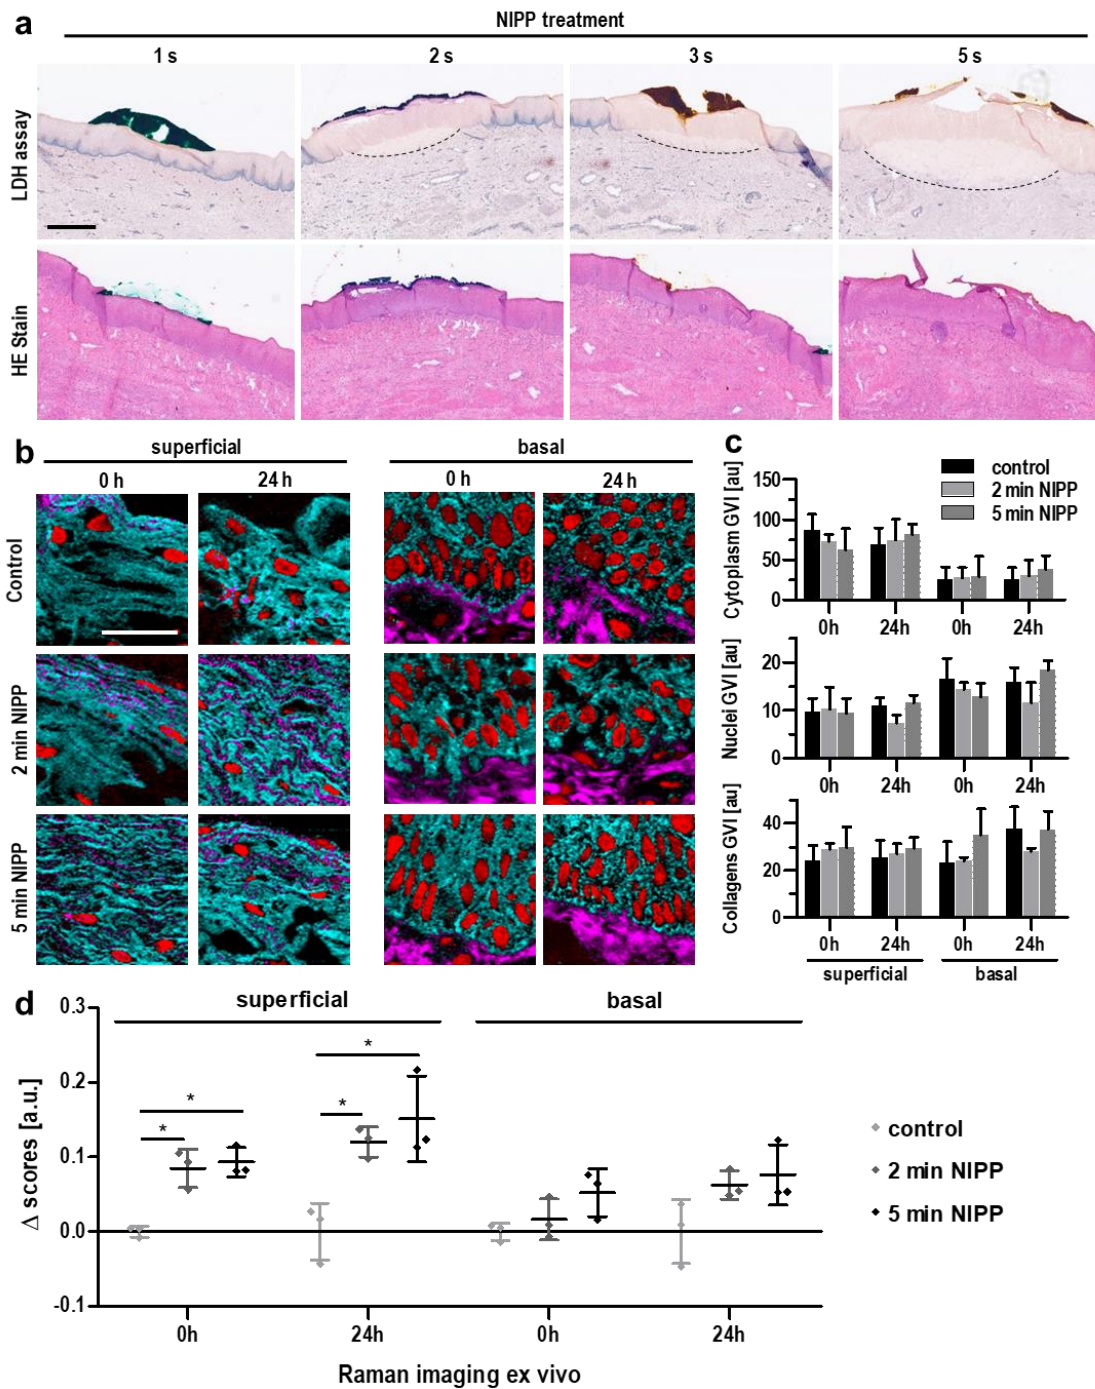 a
NIPP treatment
1 s 2 s 3 s 5 s
LDH assay
HE Stain
b
superficial basal
0 h 24 h 0 h 24 h
Control
2 min NIPP
5 min NIPP
c
control
2 min NIPP
5 min NIPP
Cytoplasm GVI [au]
150
100
50
0
0h 24h 0h 24h
Nuclei GVI [au]
20
10
0
0h 24h 0h 24h
Collagens GVI [au]
40
20
0
0h 24h 0h 24h
superficial basal
d
superficial basal
Δ scores [a.u.]
0.3
0.2
0.1
0.0
-0.1
* * * *
control
2 min NIPP
5 min NIPP
0h 24h 0h 24h
Raman imaging ex vivo